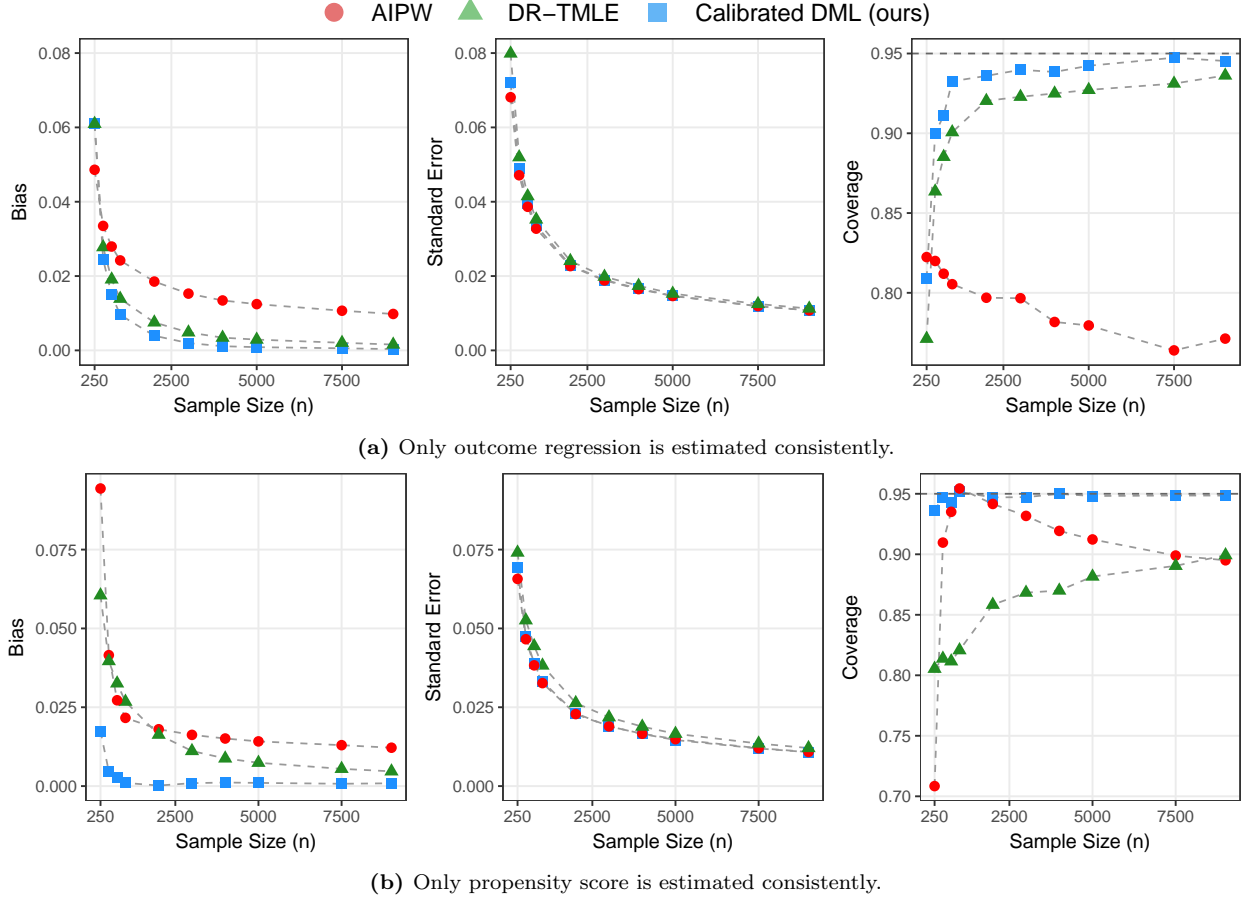 AIPW DR−TMLE Calibrated DML (ours)
0.08
0.06
0.04
0.02
0.00
Bias
250 2500 5000 7500
Sample Size (n)
0.08
0.06
0.04
0.02
0.00
Standard Error
250 2500 5000 7500
Sample Size (n)
0.95
0.90
0.85
0.80
Coverage
250 2500 5000 7500
Sample Size (n)
(a) Only outcome regression is estimated consistently.
0.075
0.050
0.025
0.000
Bias
250 2500 5000 7500
Sample Size (n)
0.075
0.050
0.025
0.000
Standard Error
250 2500 5000 7500
Sample Size (n)
0.95
0.90
0.85
0.80
0.75
0.70
Coverage
250 2500 5000 7500
Sample Size (n)
(b) Only propensity score is estimated consistently.